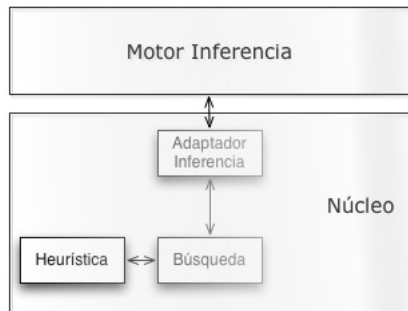 Motor Inferencia
Adaptador
Inferencia
Núcleo
Heurística
Búsqueda